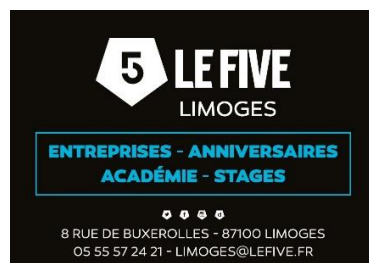 5 LE FIVE
LIMOGES
ENTREPRISES - ANNIVERSAIRES
ACADÉMIE - STAGES
8 RUE DE BUXEROLLES - 87100 LIMOGES
05 55 57 24 21 - LIMOGES@LEFIVE.FR